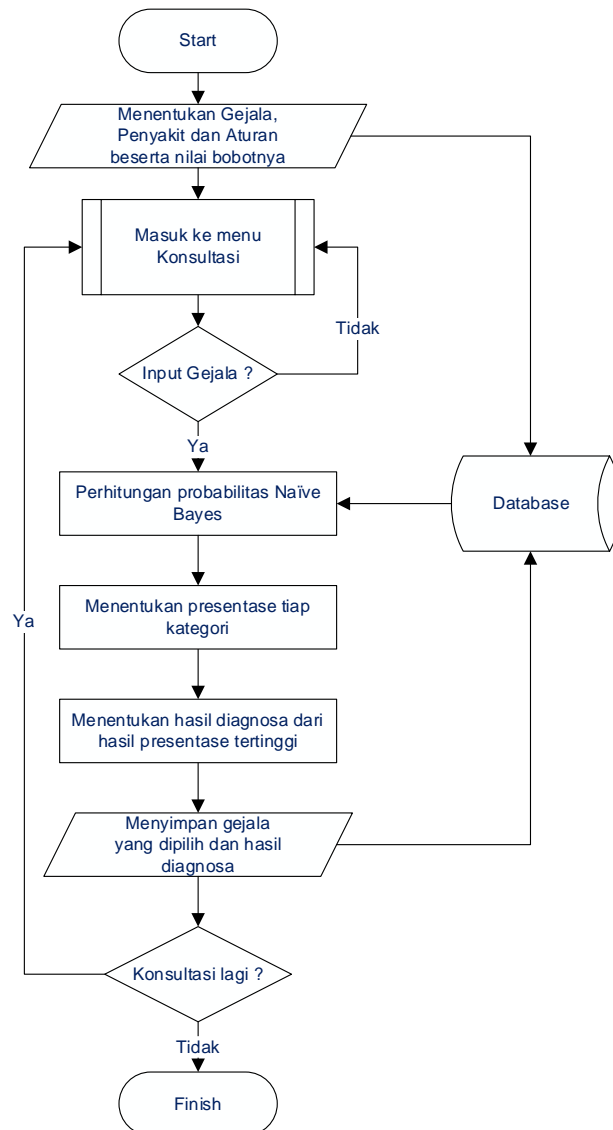 Start
Menentukan Gejala,
Penyakit dan Aturan
beserta nilai bobotnya
Masuk ke menu
Konsultasi
Tidak
Input Gejala ?
Ya
Perhitungan probabilitas Naïve
Bayes
Database
Menentukan presentase tiap
kategori
Ya
Menentukan hasil diagnosa dari
hasil presentase tertinggi
Menyimpan gejala
yang dipilih dan hasil
diagnosa
Konsultasi lagi ?
Tidak
Finish